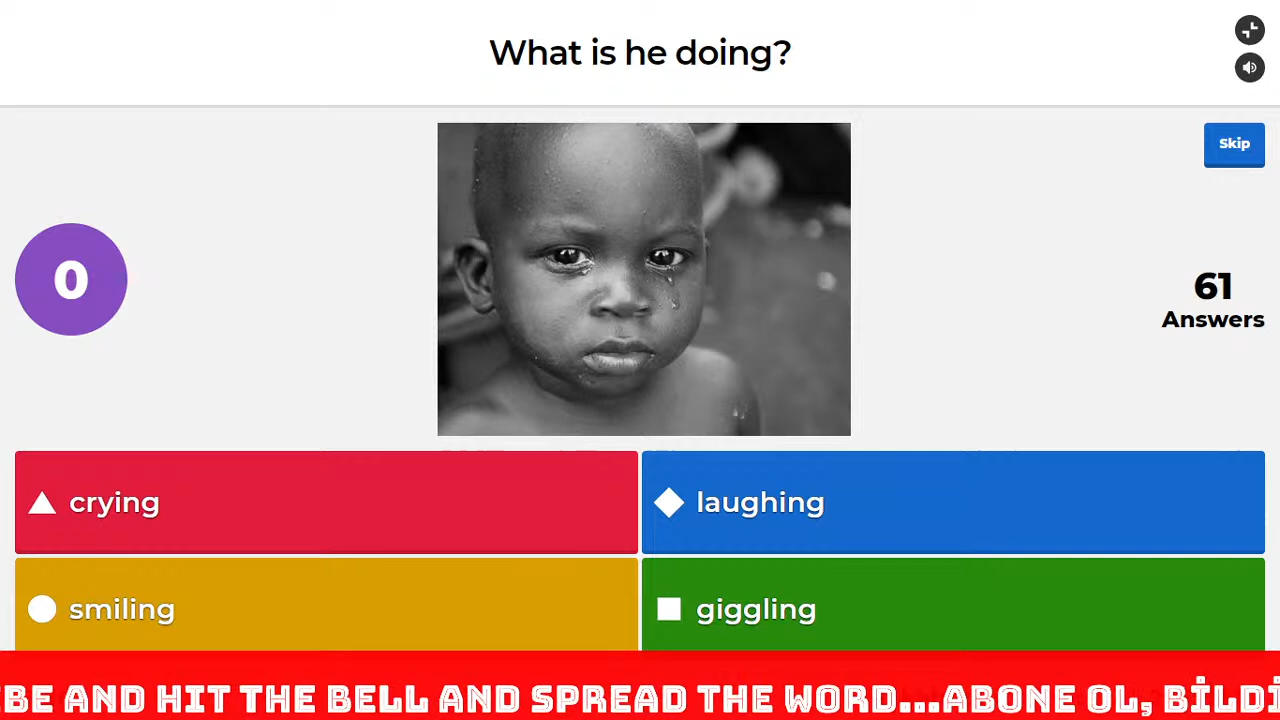 What is he doing?
Skip
0
61
Answers
crying
laughing
smiling
giggling
BE AND HIT THE BELL AND SPREAD THE WORD...ABONE OL, BİLDİ